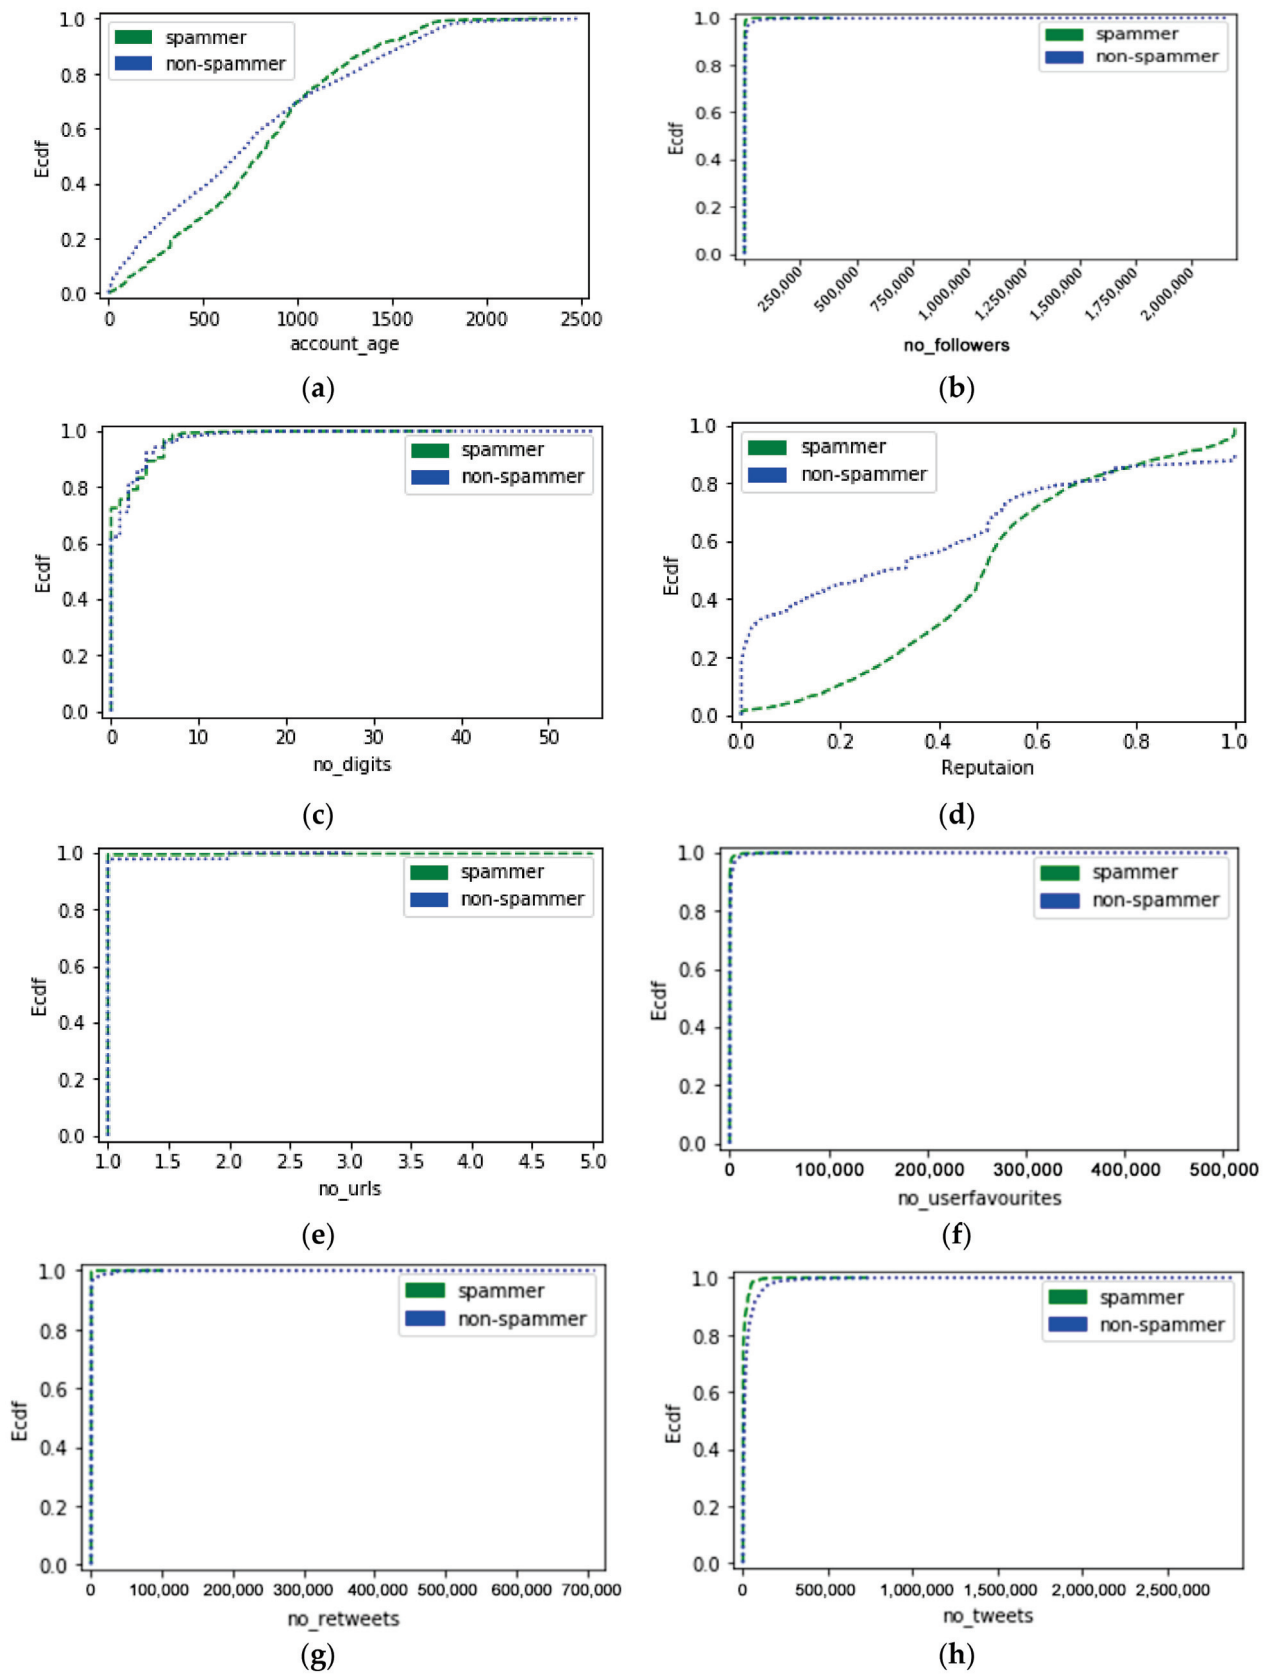 1.0
0.8
0.6
0.4
0.2
0.0
Ecdf
spammer
non-spammer
0 500 1000 1500 2000 2500
account_age
(a)
1.0
0.8
0.6
0.4
0.2
0.0
Ecdf
spammer
non-spammer
250,000 500,000 750,000 1,000,000 1,250,000 1,500,000 1,750,000 2,000,000
no_followers
(b)
1.0
0.8
0.6
0.4
0.2
0.0
Ecdf
spammer
non-spammer
0 10 20 30 40 50
no_digits
(c)
1.0
0.8
0.6
0.4
0.2
0.0
Ecdf
spammer
non-spammer
0.0 0.2 0.4 0.6 0.8 1.0
Reputaion
(d)
1.0
0.8
0.6
0.4
0.2
0.0
Ecdf
spammer
non-spammer
1.0 1.5 2.0 2.5 3.0 3.5 4.0 4.5 5.0
no_urls
(e)
1.0
0.8
0.6
0.4
0.2
0.0
Ecdf
spammer
non-spammer
0 100,000 200,000 300,000 400,000 500,000
no_userfavourites
(f)
1.0
0.8
0.6
0.4
0.2
0.0
Ecdf
spammer
non-spammer
0 100,000 200,000 300,000 400,000 500,000 600,000 700,000
no_retweets
(g)
1.0
0.8
0.6
0.4
0.2
0.0
Ecdf
spammer
non-spammer
0 500,000 1,000,000 1,500,000 2,000,000 2,500,000
no_tweets
(h)